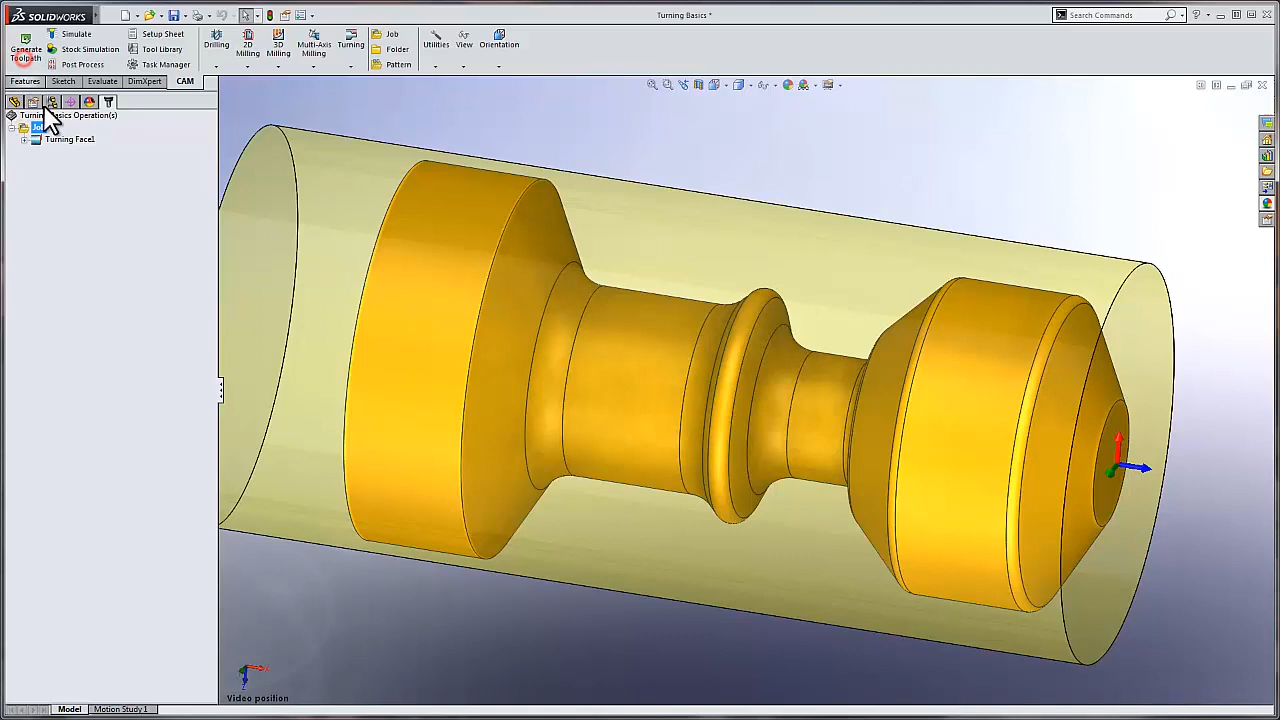 SOLIDWORKS
Turning Basics *
Search Commands
Generate Toolpath
Simulate
Stock Simulation
Post Process
Setup Sheet
Tool Library
Task Manager
Drilling
2D Milling
3D Milling
Multi-Axis Milling
Turning
Job
Folder
Pattern
Utilities
View
Orientation
Features
Sketch
Evaluate
DimXpert
CAM
Operation(s)
Turning Face1
Video position
Model
Motion Study 1